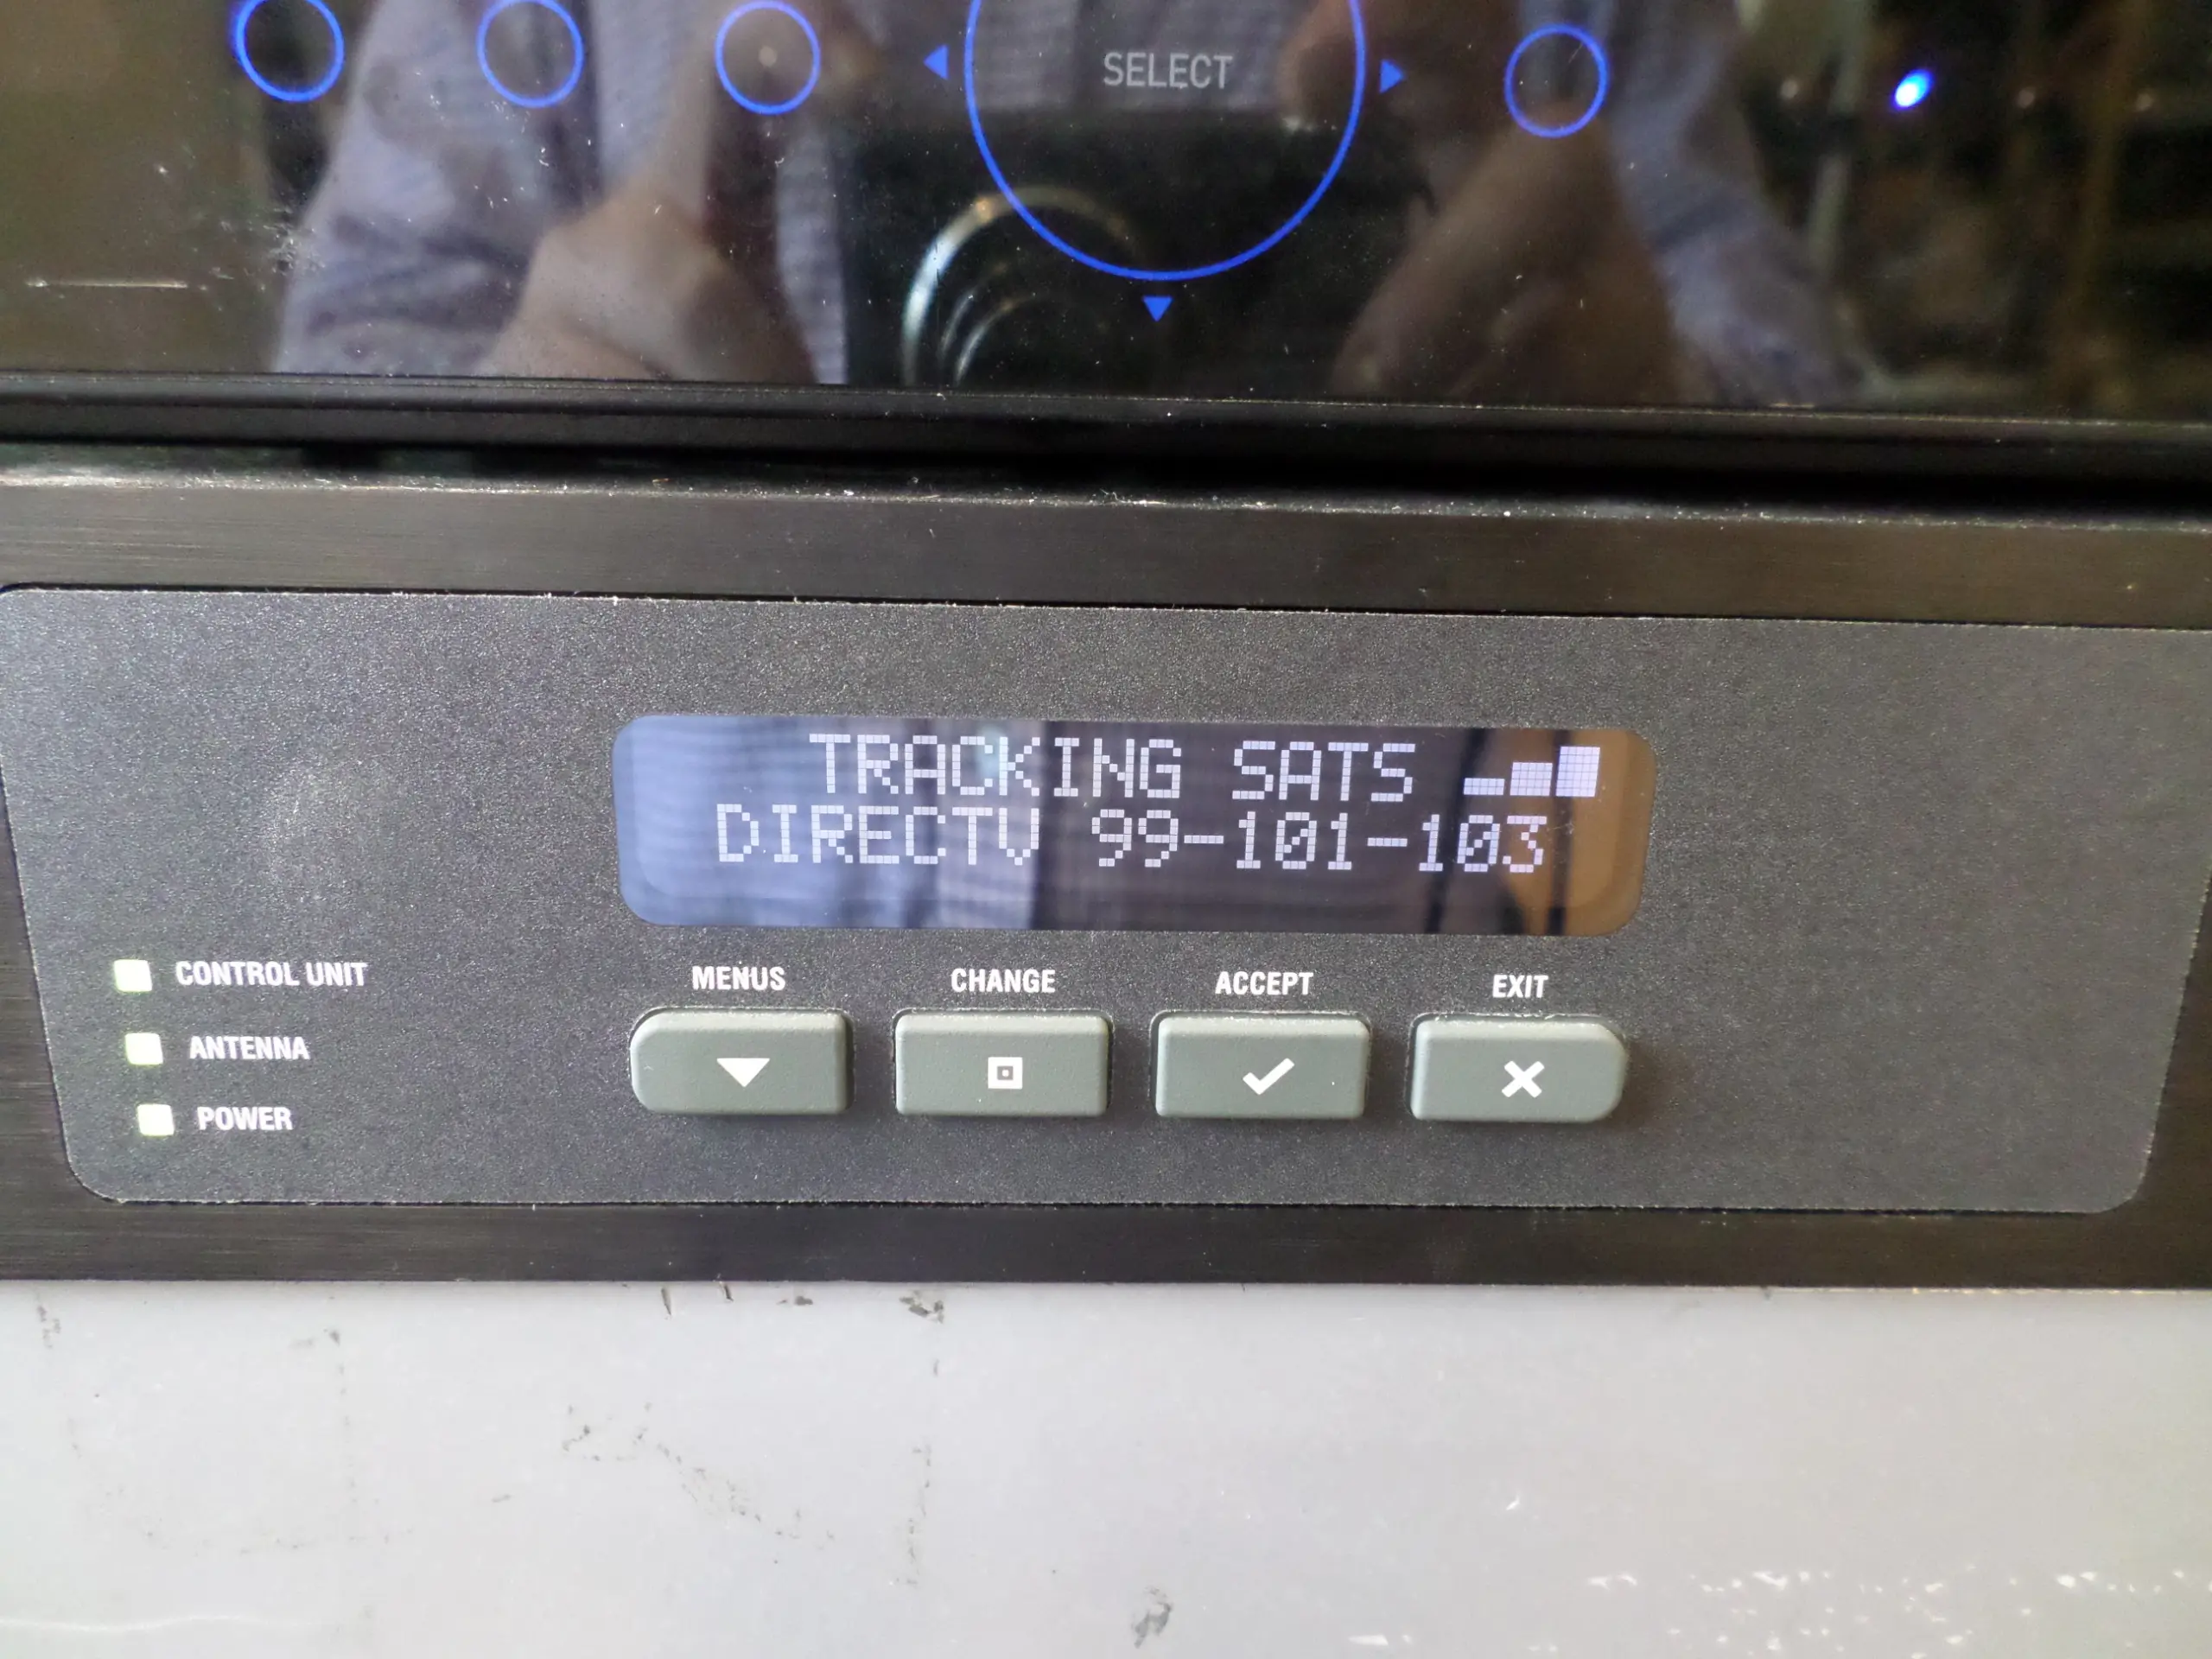 SELECT
TRACKING SATS
DIRECTV 99-101-103
MENUS CHANGE ACCEPT EXIT
CONTROL UNIT
ANTENNA
POWER